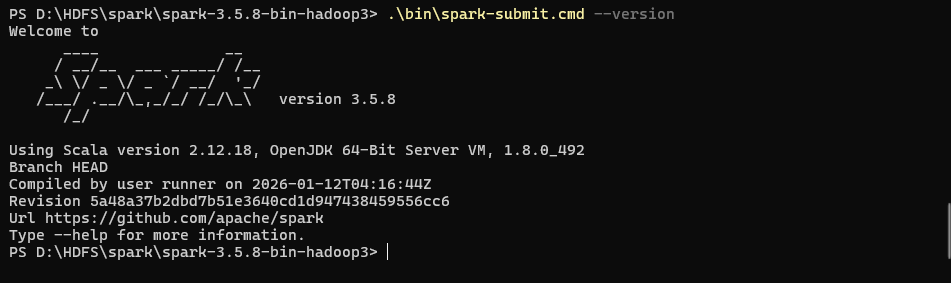 PS D:\HDFS\spark\spark-3.5.8-bin-hadoop3> .\bin\spark-submit.cmd --version
Welcome to
      ____              __
     / __/__  ___ _____/ /__
    _\ \/ _ \/ _ `/ __/  '_/
   /___/ .__/\_,_/_/ /_/\_\   version 3.5.8
      /_/

Using Scala version 2.12.18, OpenJDK 64-Bit Server VM, 1.8.0_492
Branch HEAD
Compiled by user runner on 2026-01-12T04:16:44Z
Revision 5a48a37b2dbd7b51e3640cd1d947438459556cc6
Url https://github.com/apache/spark
Type --help for more information.
PS D:\HDFS\spark\spark-3.5.8-bin-hadoop3>